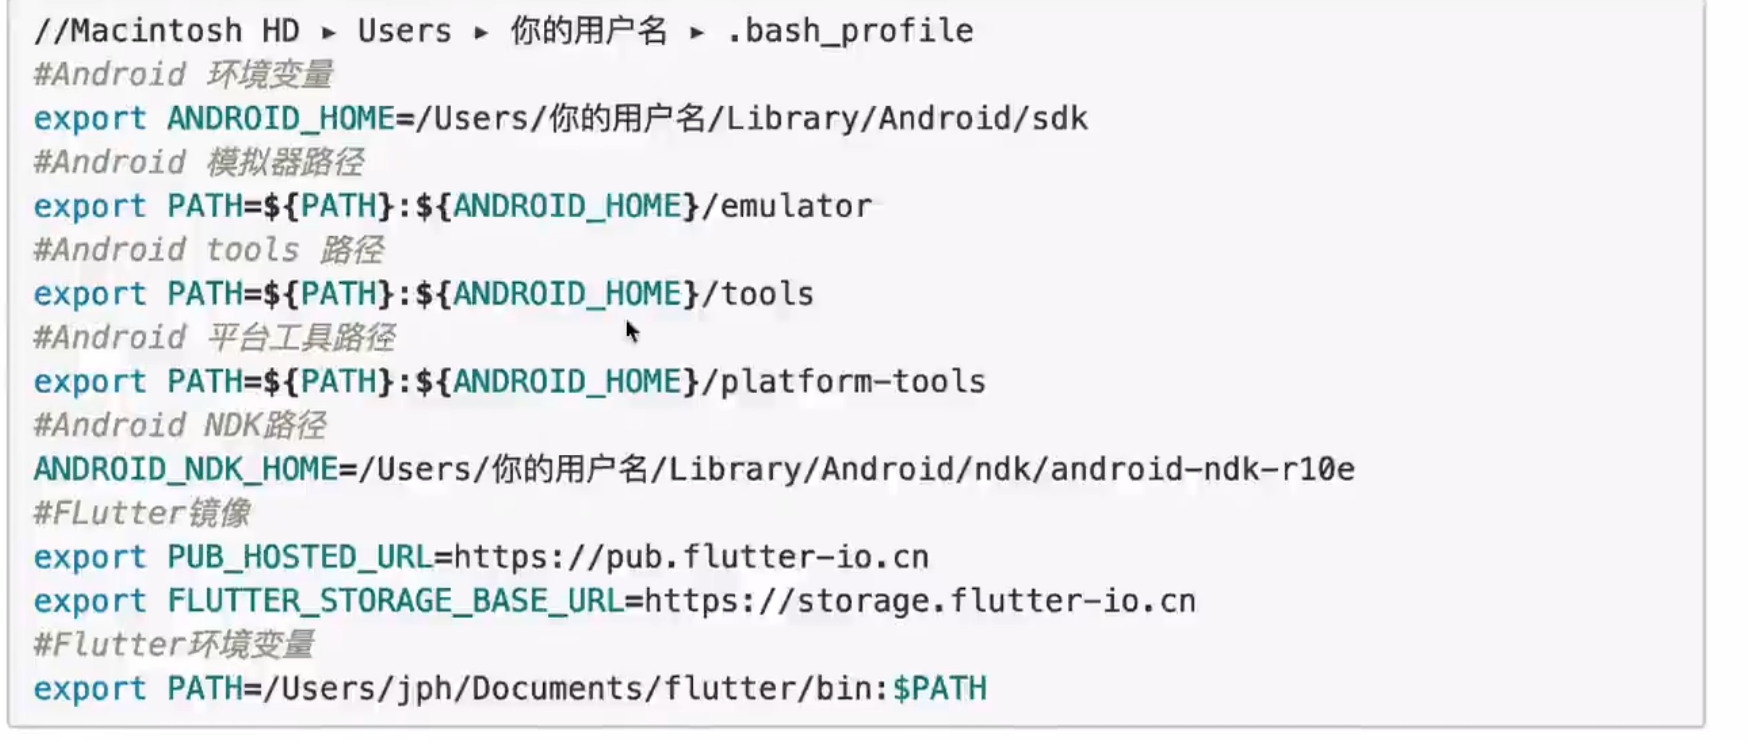 //Macintosh HD ▸ Users ▸ 你的用户名 ▸ .bash_profile
#Android 环境变量
export ANDROID_HOME=/Users/你的用户名/Library/Android/sdk
#Android 模拟器路径
export PATH=${PATH}:${ANDROID_HOME}/emulator
#Android tools 路径
export PATH=${PATH}:${ANDROID_HOME}/tools
#Android 平台工具路径
export PATH=${PATH}:${ANDROID_HOME}/platform-tools
#Android NDK路径
ANDROID_NDK_HOME=/Users/你的用户名/Library/Android/ndk/android-ndk-r10e
#FLutter镜像
export PUB_HOSTED_URL=https://pub.flutter-io.cn
export FLUTTER_STORAGE_BASE_URL=https://storage.flutter-io.cn
#Flutter环境变量
export PATH=/Users/jph/Documents/flutter/bin:$PATH